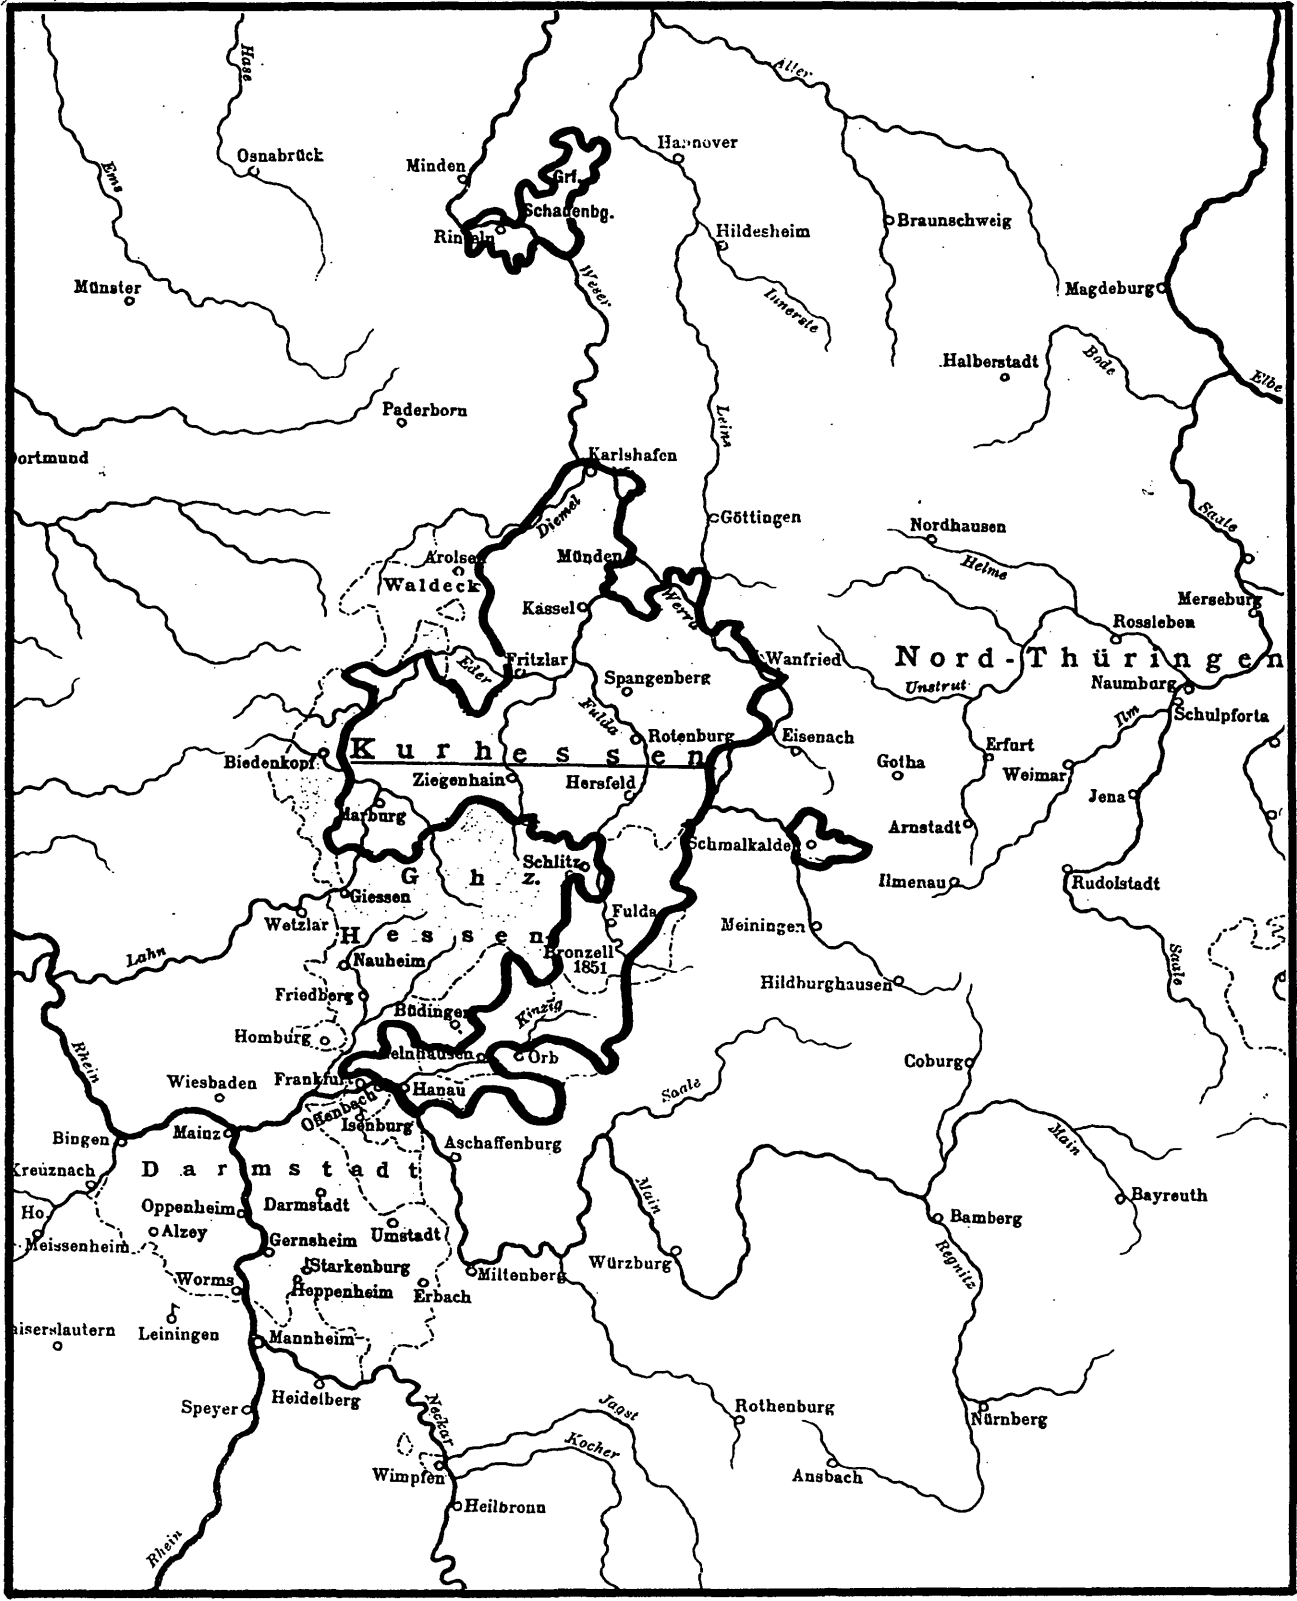 Hase
Aller
Osnabrück
Hannover
Minden
Ems
Grf.
Schauenbg.
Braunschweig
Rinteln
Hildesheim
Weser
Münster
Innerste
Magdeburg
Halberstadt
Bode
Elbe
Paderborn
Leine
ortmund
Karlshafen
Diemel
Göttingen
Saale
Nordhausen
Arolsen
Münden
Helme
Waldeck
Werra
Kassel
Merseburg
Rossleben
Eder
Fritzlar
Wanfried
Nord-Thüringen
Spangenberg
Unstrut
Naumburg
Fulda
Ilm
Schulpforta
Kurhessen
Rotenburg
Eisenach
Erfurt
Biedenkopf
Ziegenhain
Hersfeld
Gotha
Weimar
Jena
Marburg
Arnstadt
Schmalkalden
Schlitz
Ghz.
Ilmenau
Rudolstadt
Giessen
Fulda
Wetzlar
Meiningen
Hessen
Lahn
Bronzell
1851
Nauheim
Saale
Friedberg
Hildburghausen
Büdingen
Kinzig
Homburg
Rhein
Gelnhausen
Orb
Coburg
Wiesbaden
Frankfurt
Hanau
Saale
Offenbach
Isenburg
Bingen
Mainz
Aschaffenburg
Main
Kreuznach
Darmstadt
Main
Bayreuth
Ho.
Oppenheim
Darmstadt
Alzey
Umstadt
Bamberg
Meissenheim
Gernsheim
Regnitz
Starkenburg
Würzburg
Worms
Heppenheim
Erbach
Miltenberg
aiserslautern
Leiningen
Mannheim
Speyer
Heidelberg
Neckar
Jagst
Rothenburg
Nürnberg
Kocher
Wimpfen
Ansbach
Heilbronn
Rhein